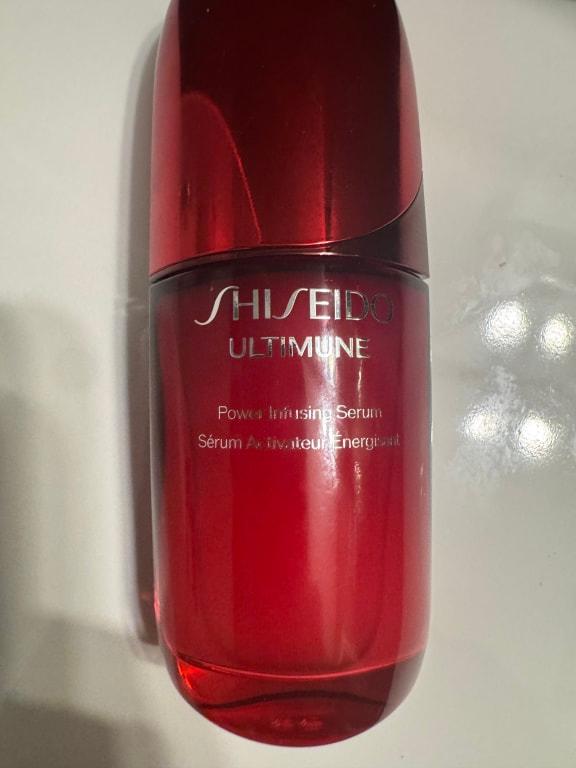 SHISEIDO
ULTIMUNE
Power Infusing Serum
Sérum Activateur Énergisant